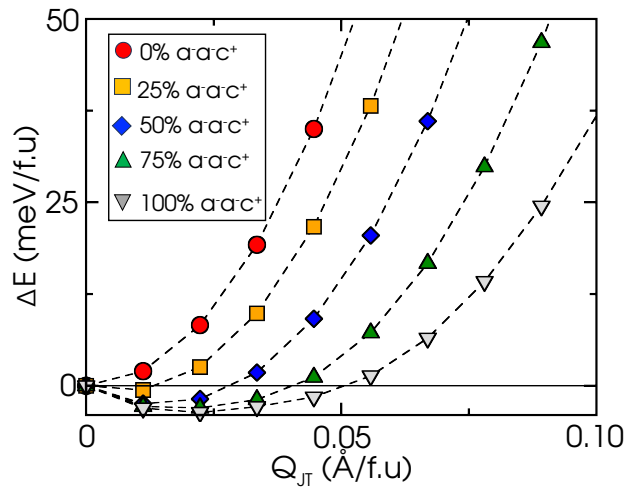 50
25
0
ΔE (meV/f.u)
0% a⁻a⁻c⁺
25% a⁻a⁻c⁺
50% a⁻a⁻c⁺
75% a⁻a⁻c⁺
100% a⁻a⁻c⁺
0 0.05 0.10
Q_JT (Å/f.u)